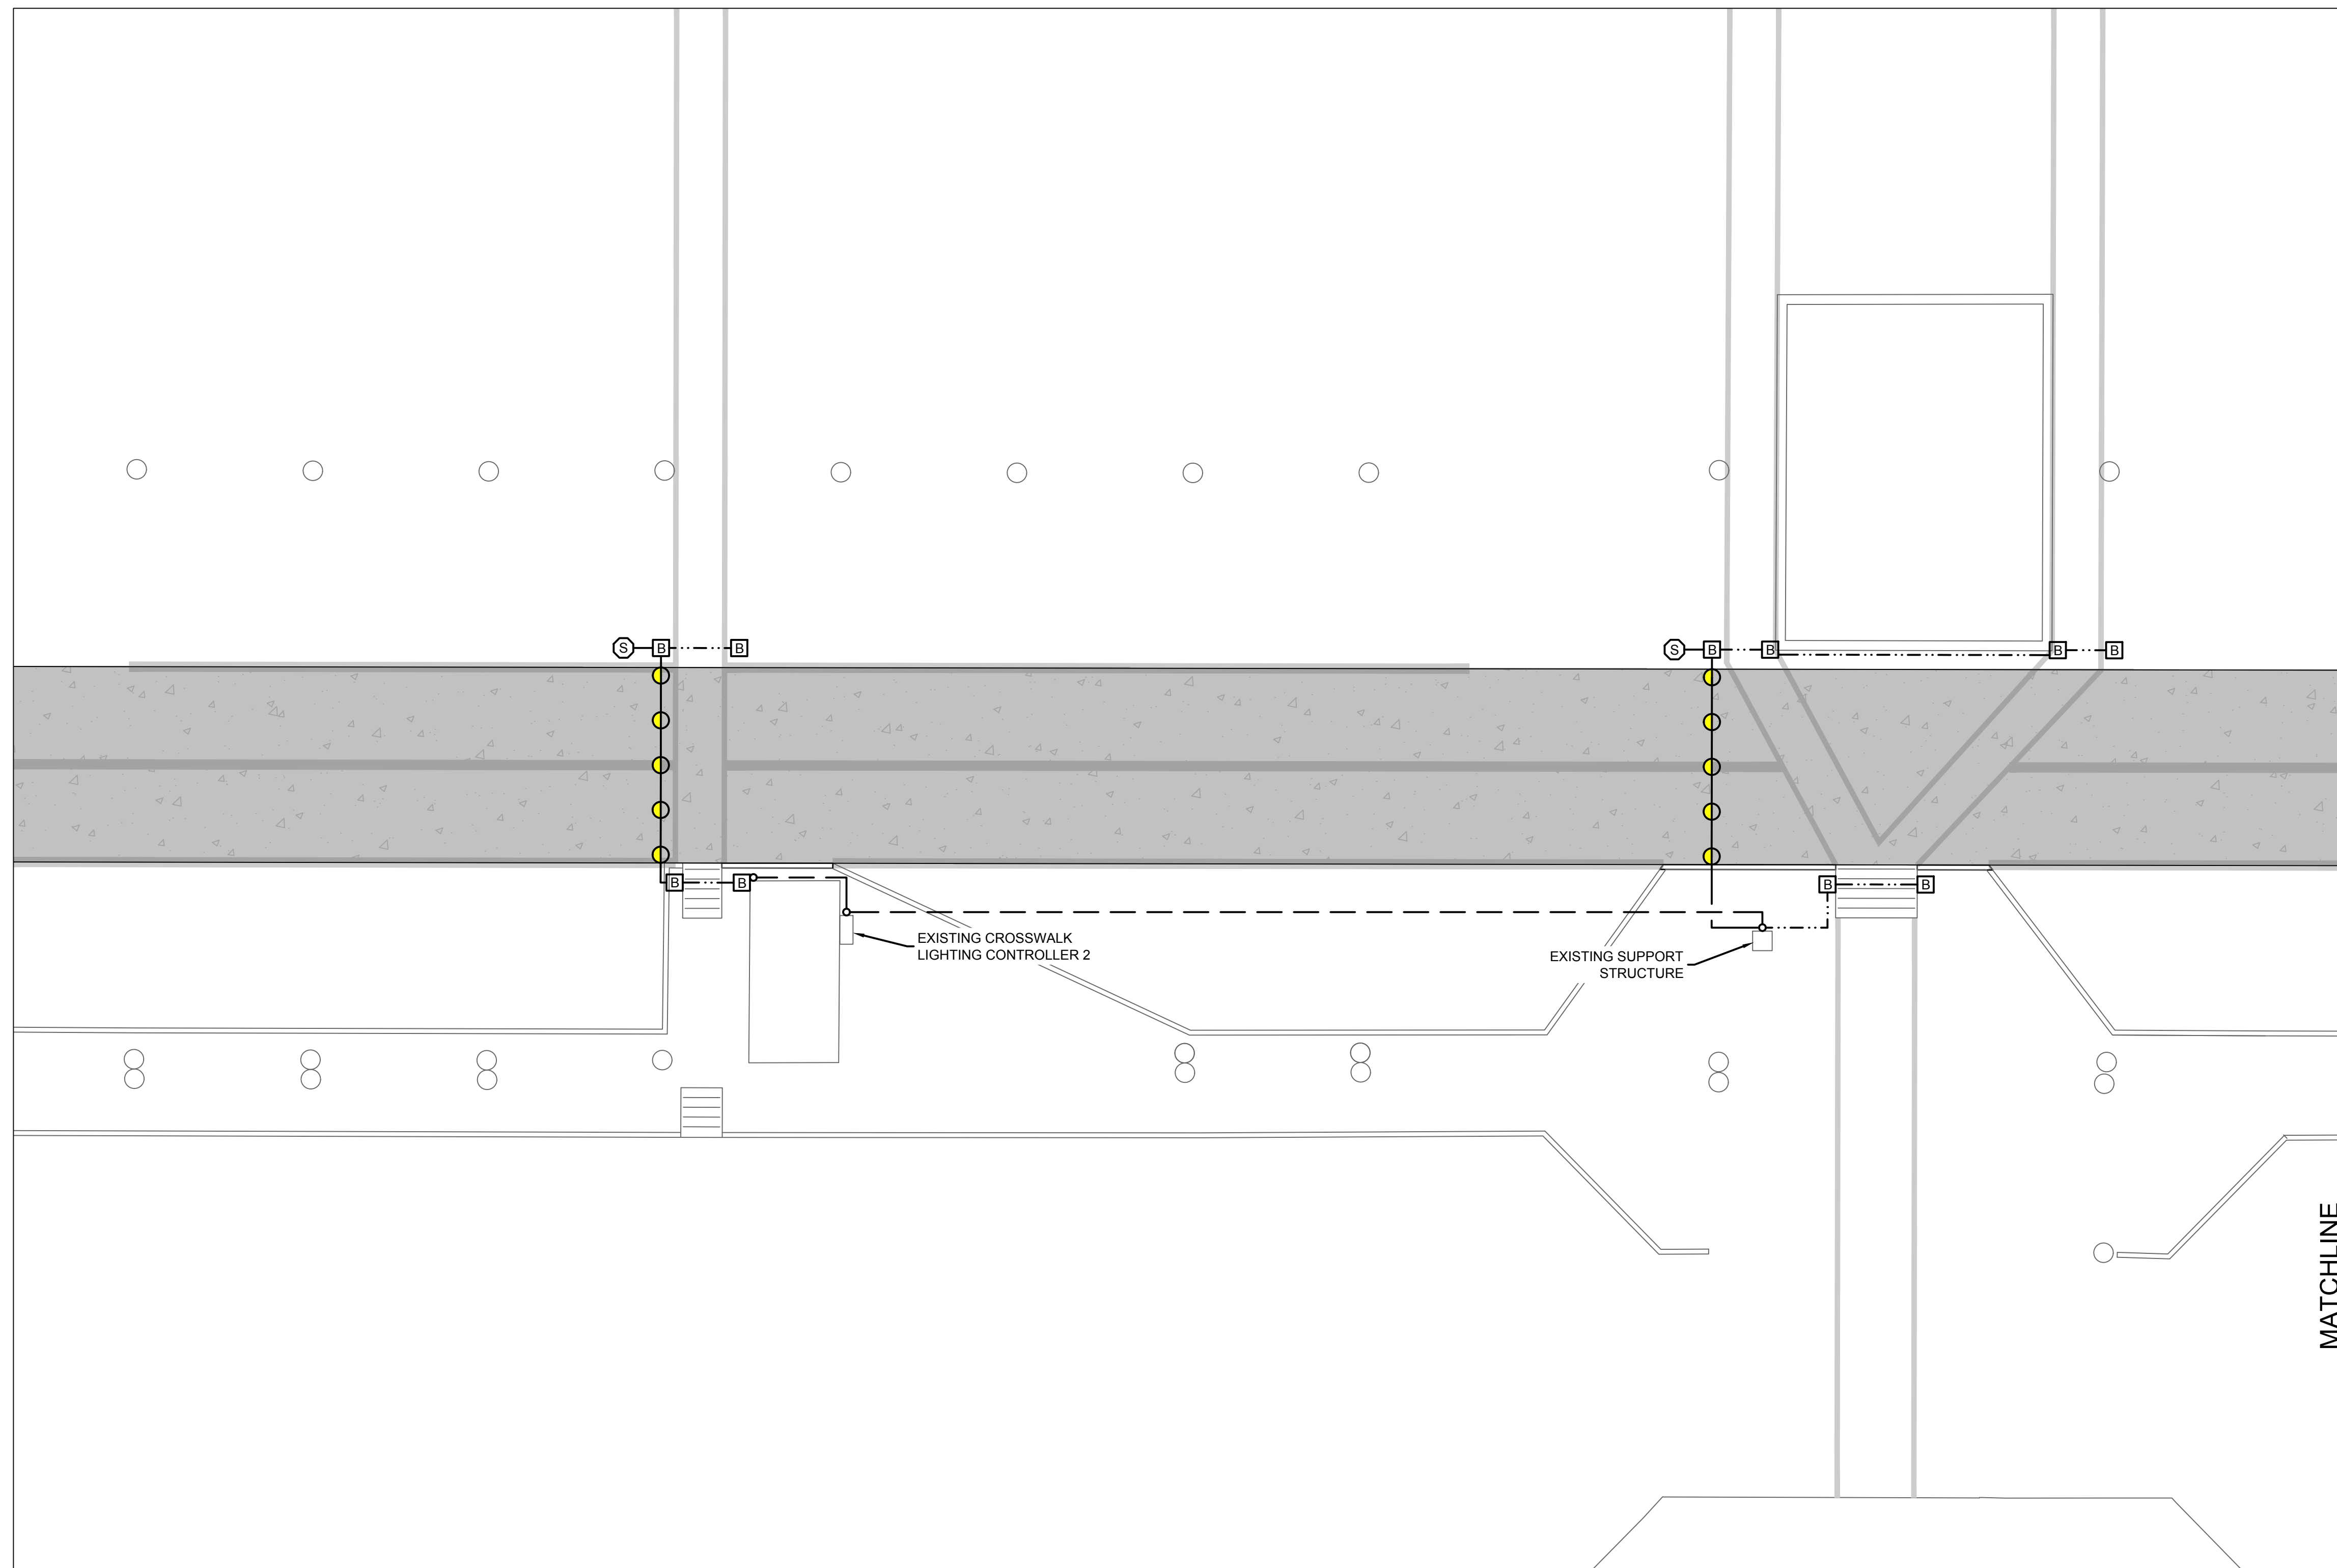 S B B
S B B B B
B B
B B
EXISTING CROSSWALK
LIGHTING CONTROLLER 2
EXISTING SUPPORT
STRUCTURE
MATCHLINE